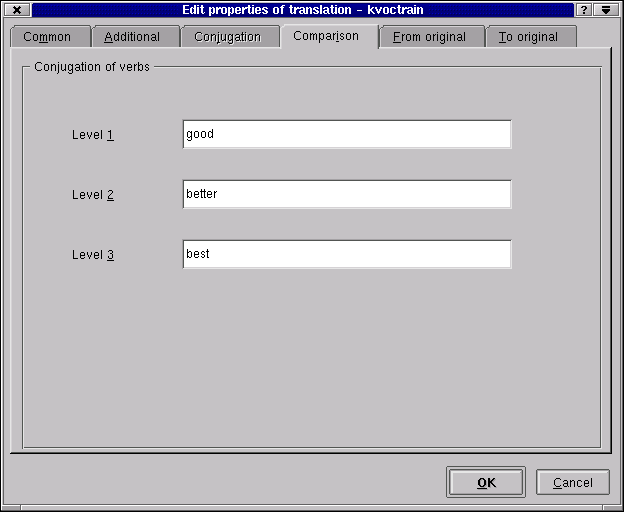 Edit properties of translation - kvoctrain
?
Common Additional Conjugation Comparison From original To original
Conjugation of verbs
Level 1 good
Level 2 better
Level 3 best
OK Cancel